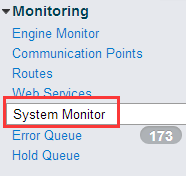 Monitoring
Engine Monitor
Communication Points
Routes
Web Services
System Monitor
Error Queue 173
Hold Queue